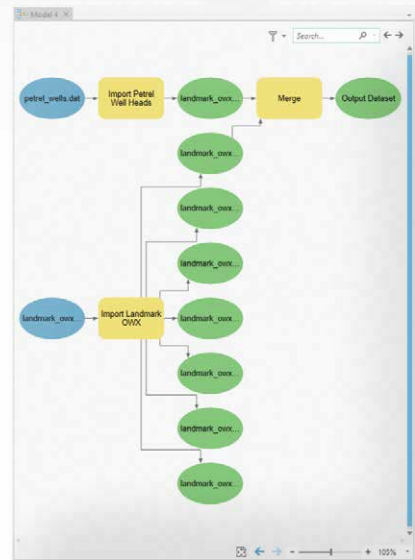 Model 4
Search...
petrel_wells.dat
Import Petrel
Well Heads
landmark_owx...
Merge
Output Dataset
landmark_owx...
landmark_owx...
landmark_owx...
landmark_owx...
Import Landmark
OWX
landmark_owx...
landmark_owx...
landmark_owx...
landmark_owx...
105%